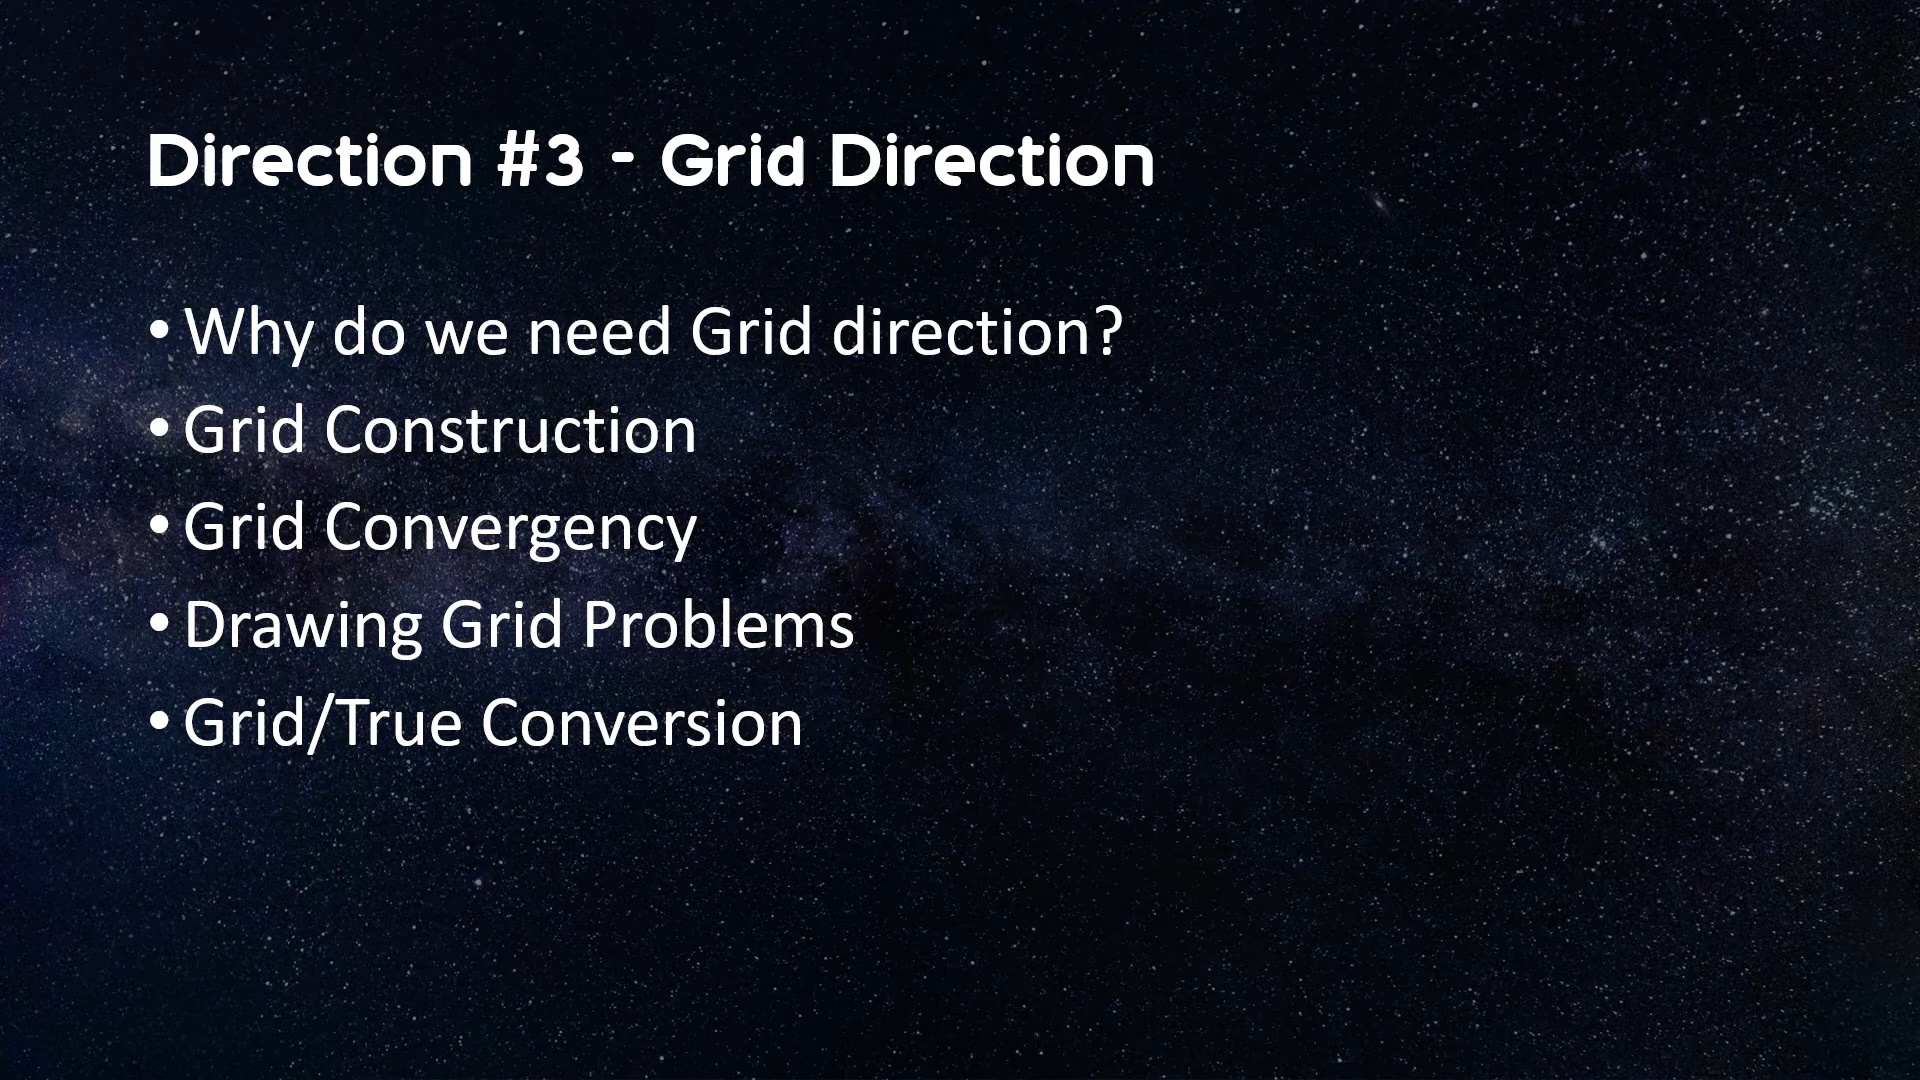 Direction #3 - Grid Direction
• Why do we need Grid direction?
• Grid Construction
• Grid Convergency
• Drawing Grid Problems
• Grid/True Conversion